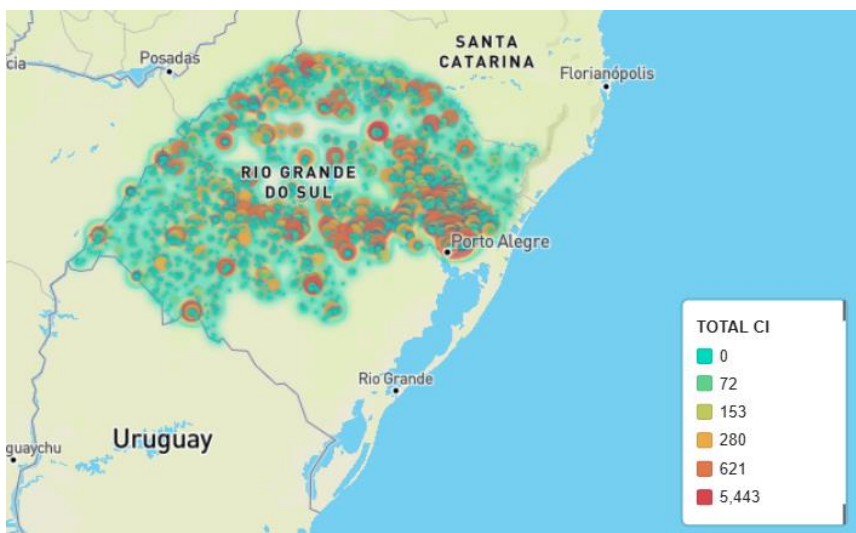 SANTA
CATARINA
cia
Posadas
Florianópolis
RIO GRANDE
DO SUL
Porto Alegre
TOTAL CI
0
72
153
280
621
5,443
Rio Grande
Uruguay
guaychu